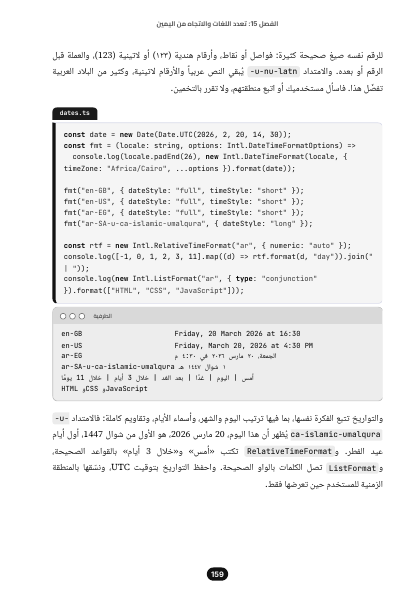 الفصل 15: تعدد اللغات والاتجاه من اليمين
للرقم نفسه صيغ صحيحة كثيرة: فواصل أو نقاط، وأرقام هندية (١٢٣) أو لاتينية (123)، والعملة قبل
الرقم أو بعده. والامتداد -u-nu-latn يُبقي النص عربياً والأرقام لاتينية، وكثير من البلاد العربية
تفضّل هذا. فاسأل مستخدميك أو اتبع منطقتهم، ولا تقرر بالتخمين.
dates.ts
const date = new Date(Date.UTC(2026, 2, 20, 14, 30));
const fmt = (locale: string, options: Intl.DateTimeFormatOptions) =>
console.log(locale.padEnd(26), new Intl.DateTimeFormat(locale, {
timeZone: "Africa/Cairo", ...options }).format(date));
fmt("en-GB", { dateStyle: "full", timeStyle: "short" });
fmt("en-US", { dateStyle: "full", timeStyle: "short" });
fmt("ar-EG", { dateStyle: "full", timeStyle: "short" });
fmt("ar-SA-u-ca-islamic-umalqura", { dateStyle: "long" });
const rtf = new Intl.RelativeTimeFormat("ar", { numeric: "auto" });
console.log([-1, 0, 1, 2, 3, 11].map((d) => rtf.format(d, "day")).join("
| "));
console.log(new Intl.ListFormat("ar", { type: "conjunction"
}).format(["HTML", "CSS", "JavaScript"]));
الطرفية
en-GB Friday, 20 March 2026 at 16:30
en-US Friday, March 20, 2026 at 4:30 PM
ar-EG الجمعة، ٢٠ مارس ٢٠٢٦ في ٤:٣٠ م
ar-SA-u-ca-islamic-umalqura ١ شوال ١٤٤٧ هـ
أمس | اليوم | غدًا | بعد الغد | خلال 3 أيام | خلال 11 يومًا
HTML وCSS وJavaScript
والتواريخ تتبع الفكرة نفسها، بما فيها ترتيب اليوم والشهر، وأسماء الأيام، وتقاويم كاملة: فالامتداد -u-
ca-islamic-umalqura يُظهر أن هذا اليوم، 20 مارس 2026، هو الأول من شوال 1447، أول أيام
عيد الفطر. وRelativeTimeFormat تكتب «أمس» و«خلال 3 أيام» بالقواعد الصحيحة،
وListFormat تصل الكلمات بالواو الصحيحة. واحفظ التواريخ بتوقيت UTC، ونسّقها بالمنطقة
الزمنية للمستخدم حين تعرضها فقط.
159